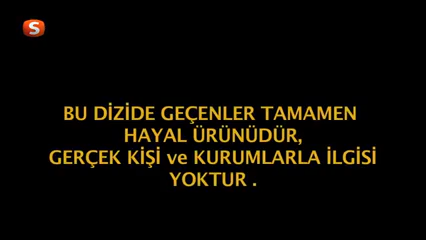 S
BU DİZİDE GEÇENLER TAMAMEN
HAYAL ÜRÜNÜDÜR,
GERÇEK KİŞİ ve KURUMLARLA İLGİSİ
YOKTUR .